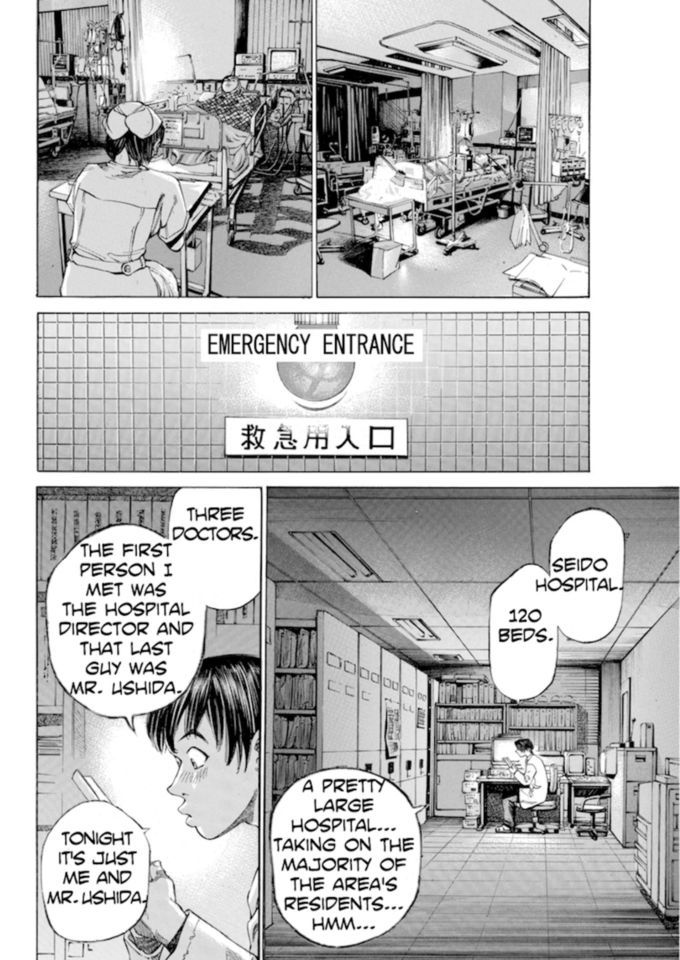 EMERGENCY ENTRANCE
救急用入口
SEIDO
HOSPITAL.
120
BEDS.
A PRETTY
LARGE
HOSPITAL...
TAKING ON THE
MAJORITY OF
THE AREA'S
RESIDENTS...
HMM...
THREE
DOCTORS.
THE FIRST
PERSON I
MET WAS
THE HOSPITAL
DIRECTOR AND
THAT LAST
GUY WAS
MR. USHIDA.
TONIGHT
IT'S JUST
ME AND
MR. USHIDA.